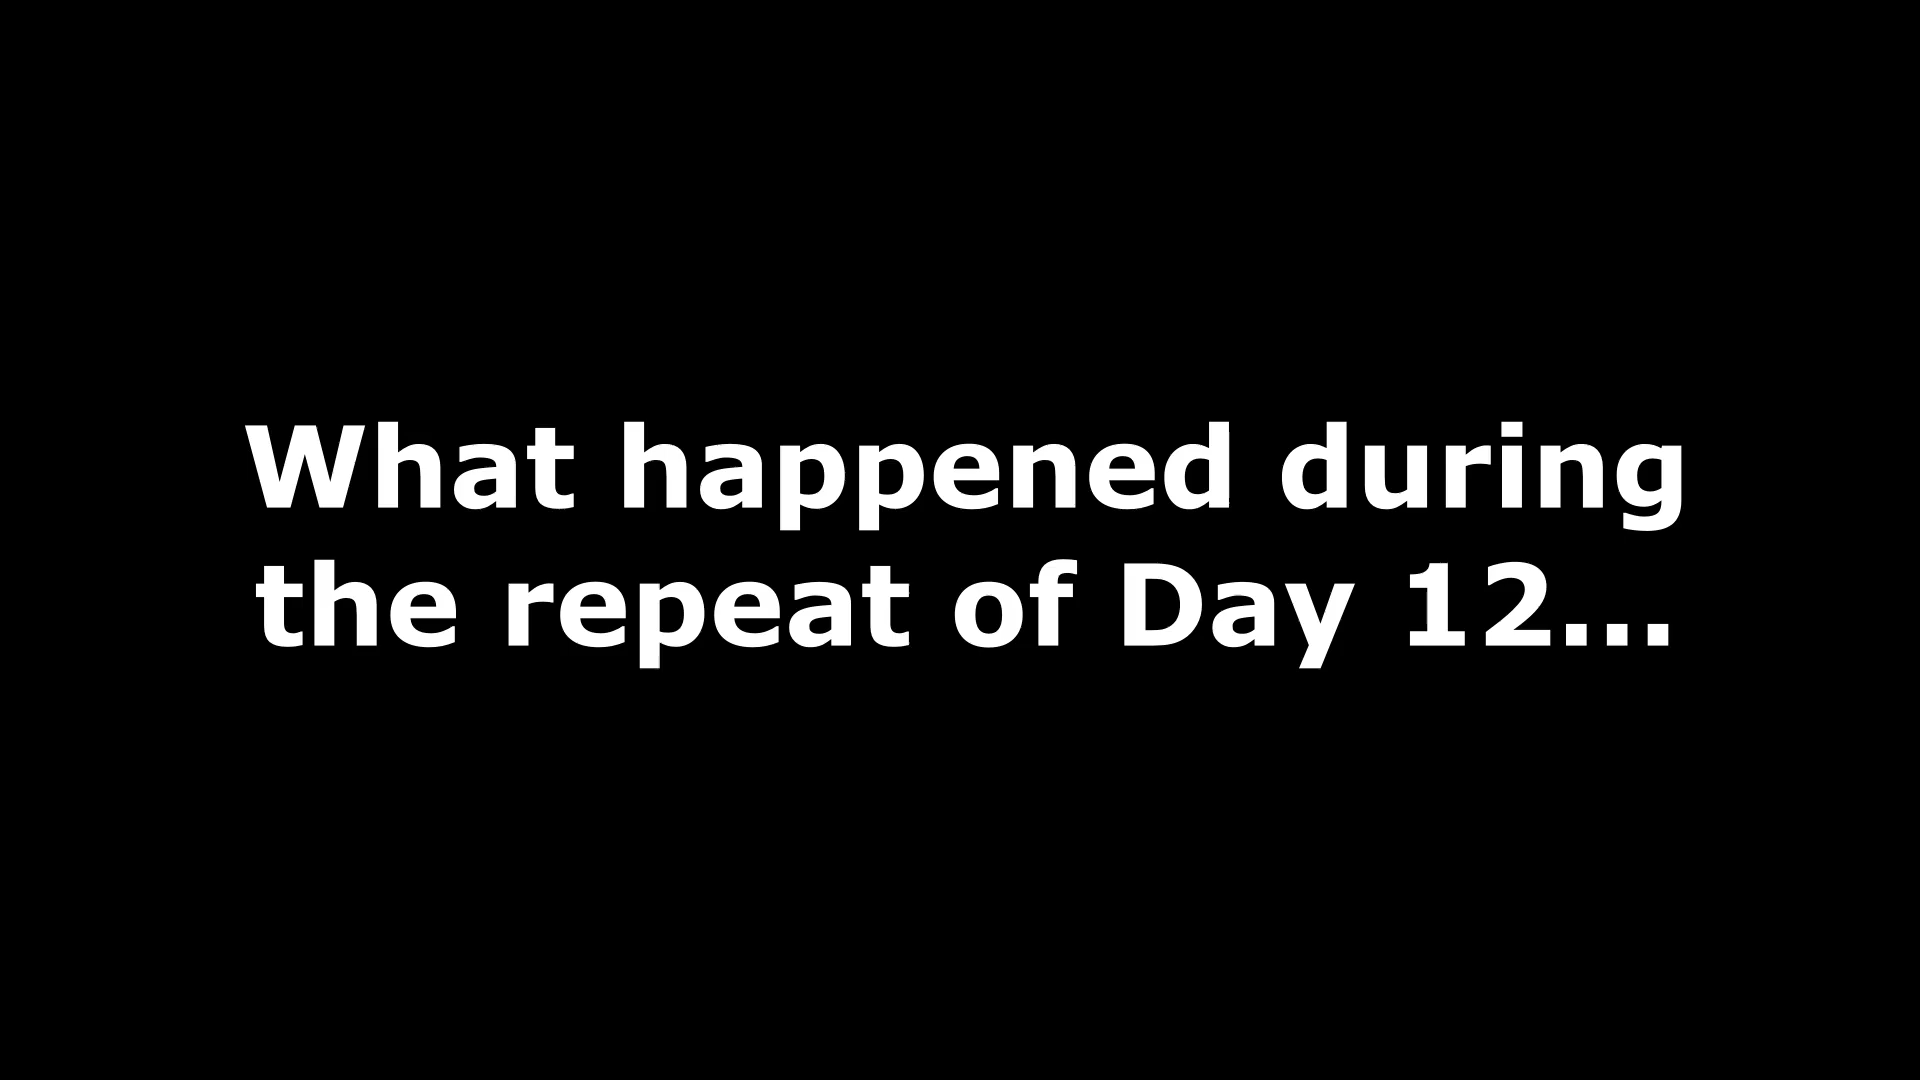 What happened during
the repeat of Day 12...